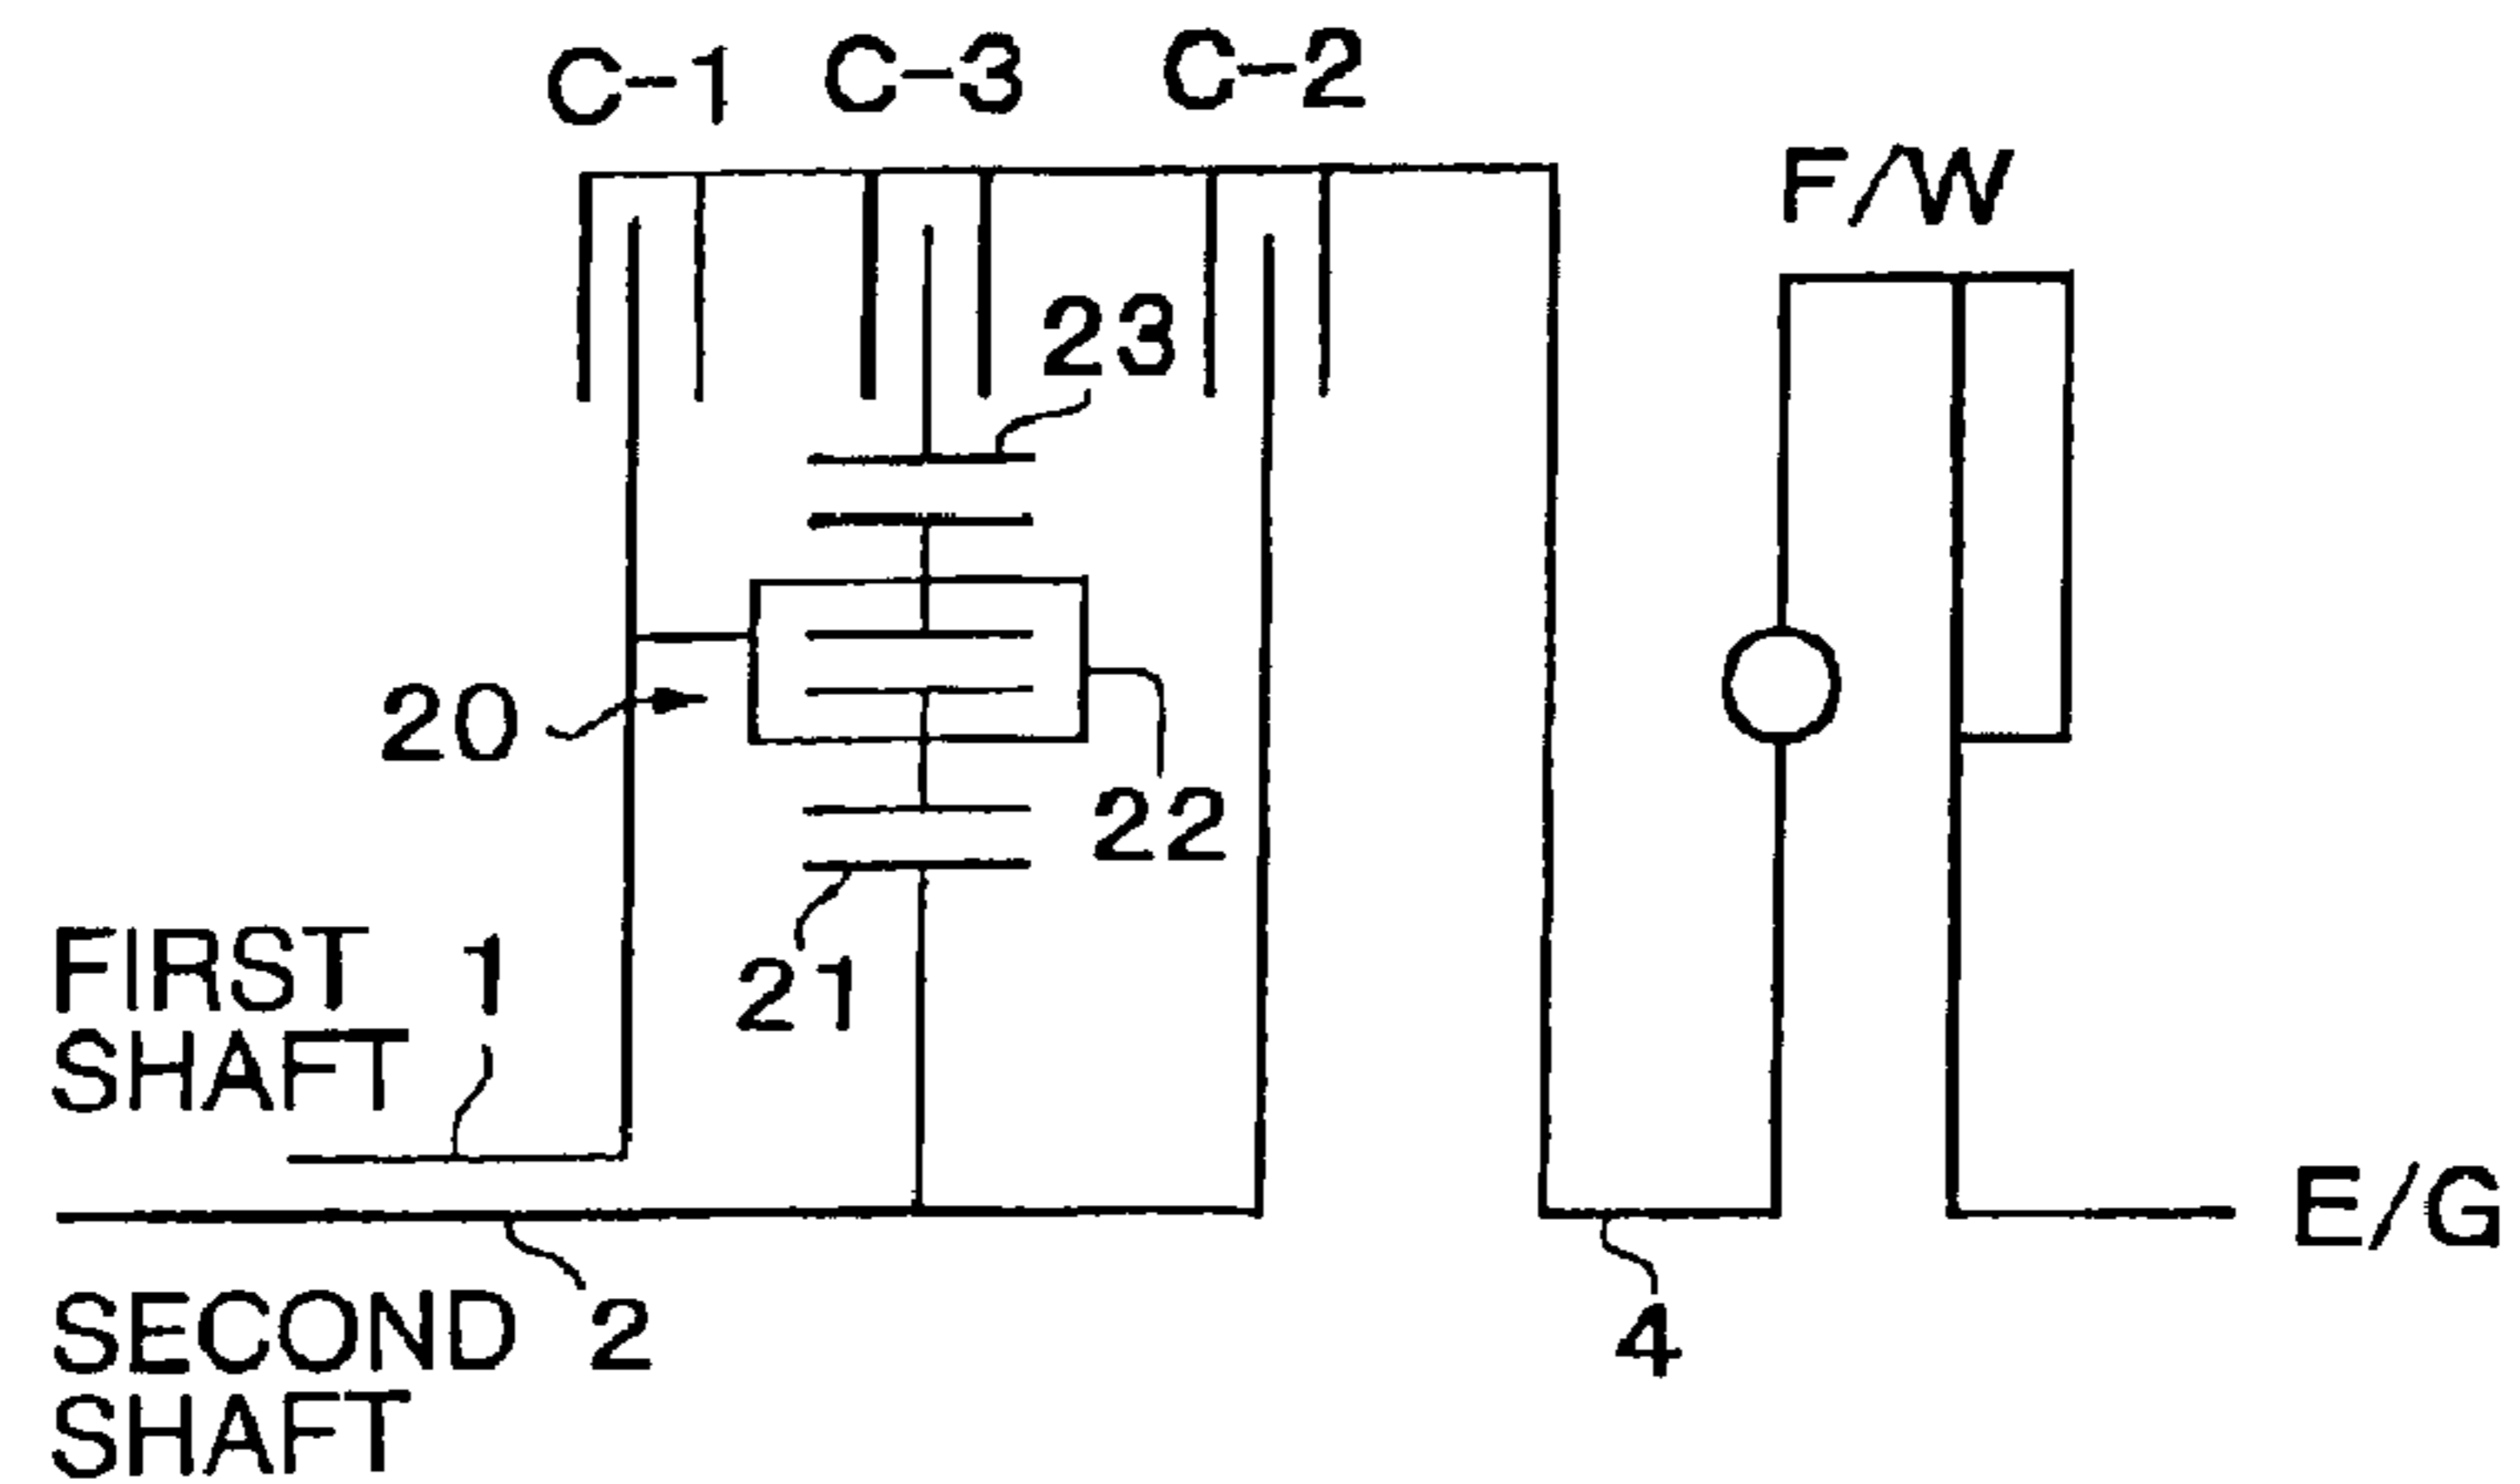 C-1 C-3 C-2
F/W
23
20
22
FIRST
SHAFT
1
21
E/G
SECOND
SHAFT
2
4